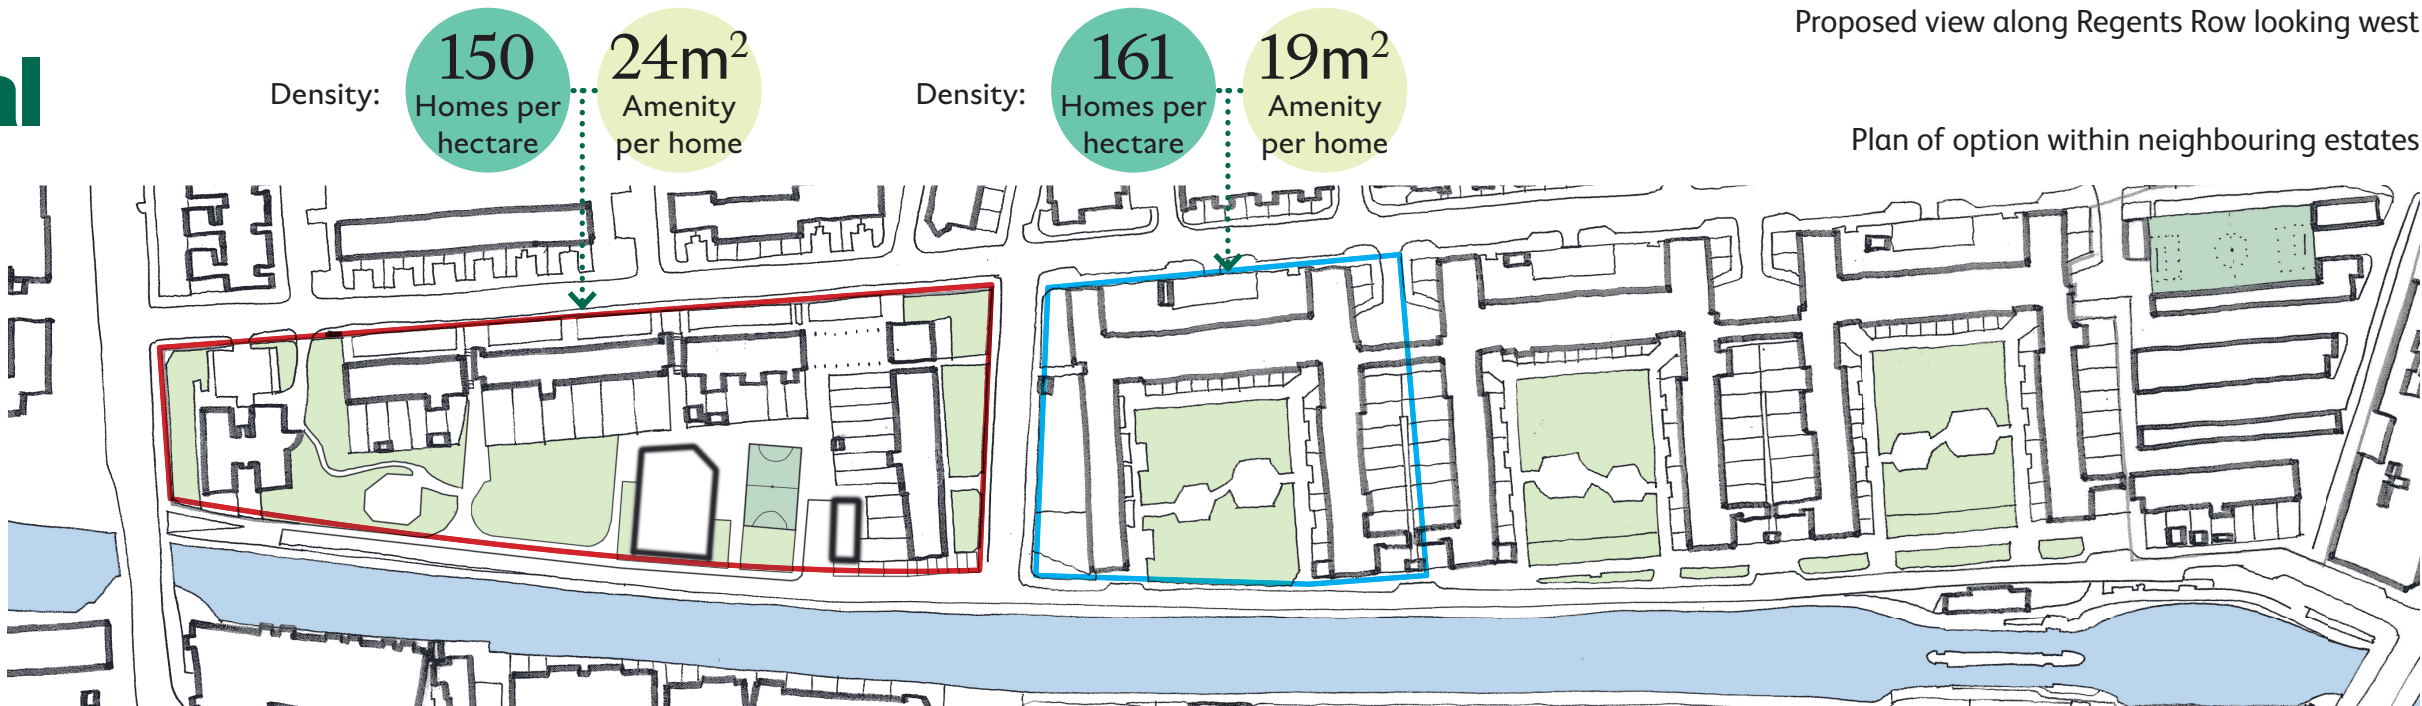 Proposed view along Regents Row looking west
al
Density:
150
Homes per
hectare
24m²
Amenity
per home
Density:
161
Homes per
hectare
19m²
Amenity
per home
Plan of option within neighbouring estates